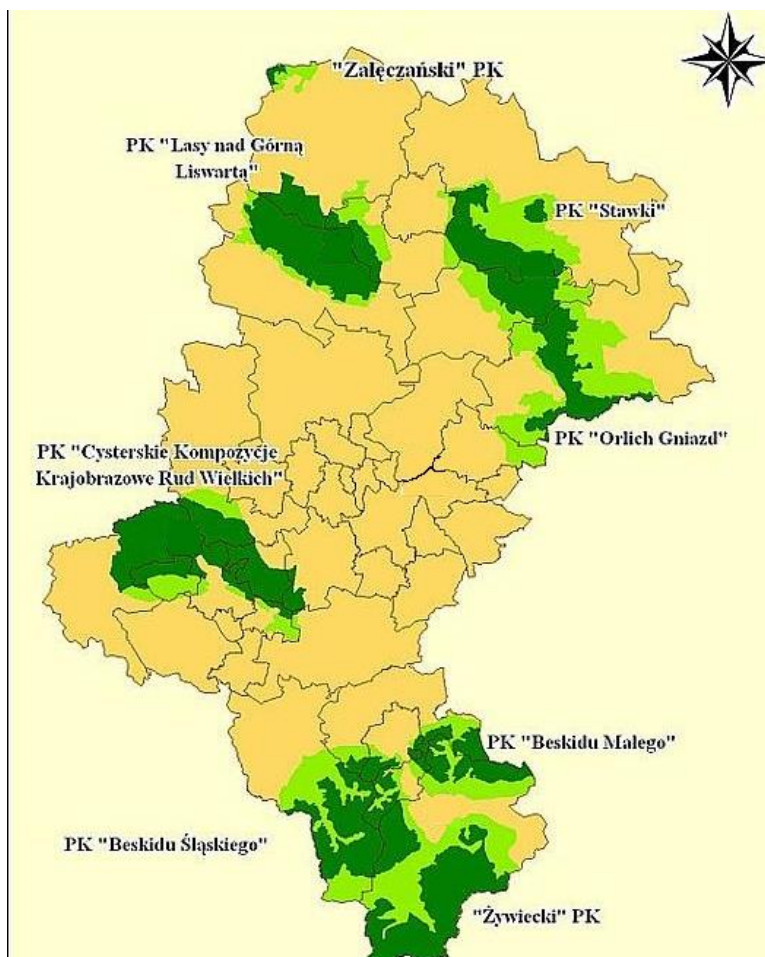 "Załęczański" PK
PK "Lasy nad Górną
Liswartą"
PK "Stawki"
PK "Orlich Gniazd"
PK "Cysterskie Kompozycje
Krajobrazowe Rud Wielkich"
PK "Beskidu Małego"
PK "Beskidu Śląskiego"
"Żywiecki" PK